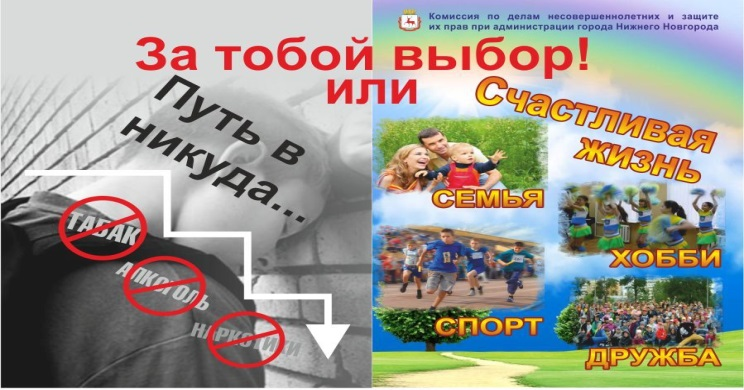 Комиссия по делам несовершеннолетних и защите
их прав при администрации города Нижнего Новгорода
За тобой выбор!
или
Путь в
никуда...
ТАБАК
АЛКОГОЛЬ
НАРКОТИКИ
Счастливая
жизнь
СЕМЬЯ
ХОББИ
СПОРТ
ДРУЖБА